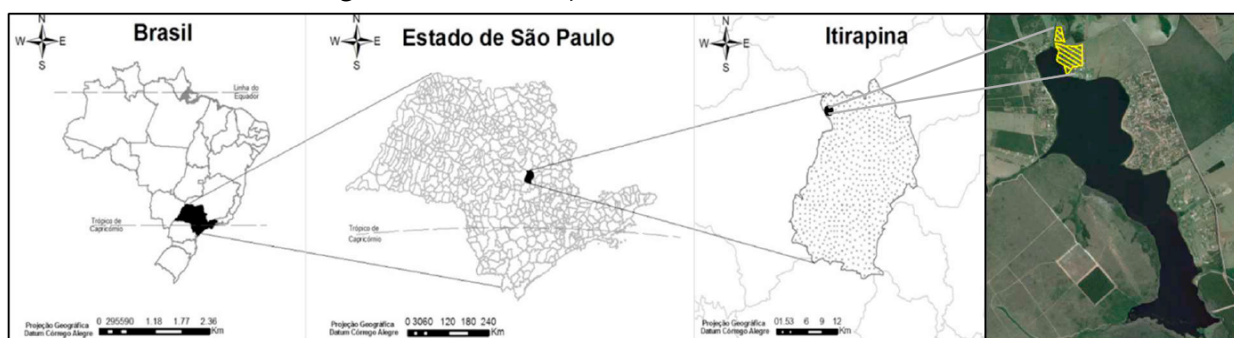 N
W E
S
Brasil
Linha do
Equador
Trópico de
Capricórnio
Projeção Geográfica
Datum Córrego Alegre
0 295590 1.18 1.77 2.36
Km
N
W E
S
Estado de São Paulo
Trópico de
Capricórnio
Projeção Geográfica
Datum Córrego Alegre
0 3060 120 180 240
Km
N
W E
S
Itirapina
Projeção Geográfica
Datum Córrego Alegre
01.53 6 9 12
Km